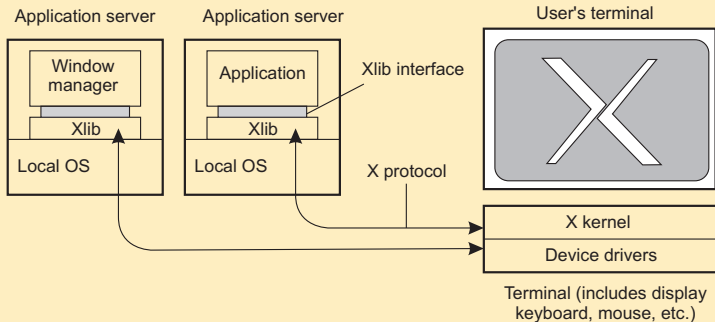 Application server
Application server
User's terminal
Window
manager
Application
Xlib interface
Xlib
Xlib
Local OS
Local OS
X protocol
X kernel
Device drivers
Terminal (includes display
keyboard, mouse, etc.)